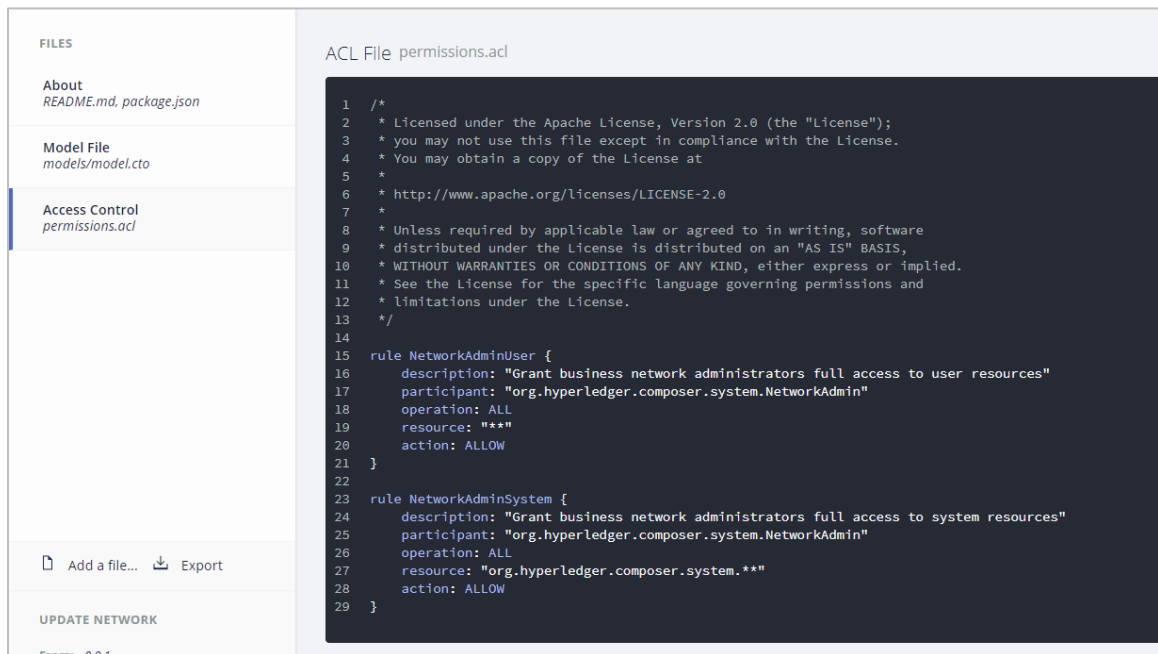 FILES
About
README.md, package.json
Model File
models/model.cto
Access Control
permissions.acl
Add a file... Export
UPDATE NETWORK
ACL File permissions.acl
1 /*
2  * Licensed under the Apache License, Version 2.0 (the "License");
3  * you may not use this file except in compliance with the License.
4  * You may obtain a copy of the License at
5  *
6  * http://www.apache.org/licenses/LICENSE-2.0
7  *
8  * Unless required by applicable law or agreed to in writing, software
9  * distributed under the License is distributed on an "AS IS" BASIS,
10  * WITHOUT WARRANTIES OR CONDITIONS OF ANY KIND, either express or implied.
11  * See the License for the specific language governing permissions and
12  * limitations under the License.
13  */
14
15 rule NetworkAdminUser {
16     description: "Grant business network administrators full access to user resources"
17     participant: "org.hyperledger.composer.system.NetworkAdmin"
18     operation: ALL
19     resource: "**"
20     action: ALLOW
21 }
22
23 rule NetworkAdminSystem {
24     description: "Grant business network administrators full access to system resources"
25     participant: "org.hyperledger.composer.system.NetworkAdmin"
26     operation: ALL
27     resource: "org.hyperledger.composer.system.**"
28     action: ALLOW
29 }